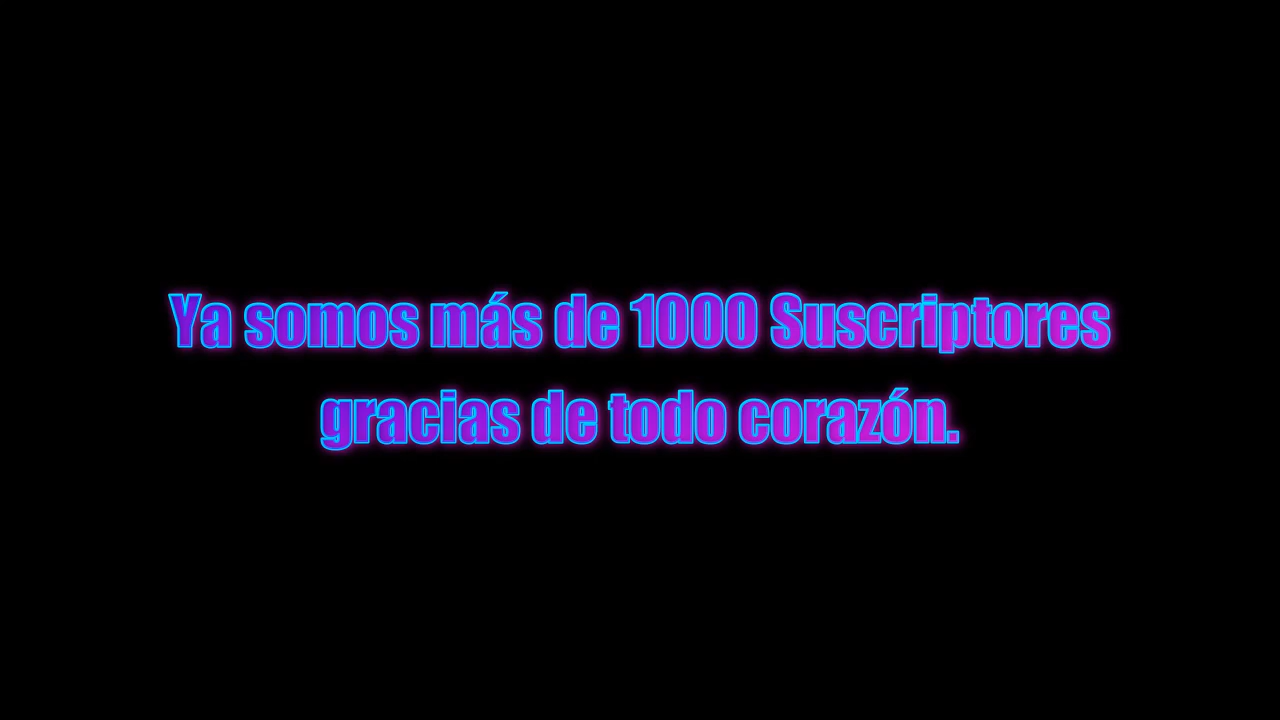 Ya somos más de 1000 Suscriptores
gracias de todo corazón.